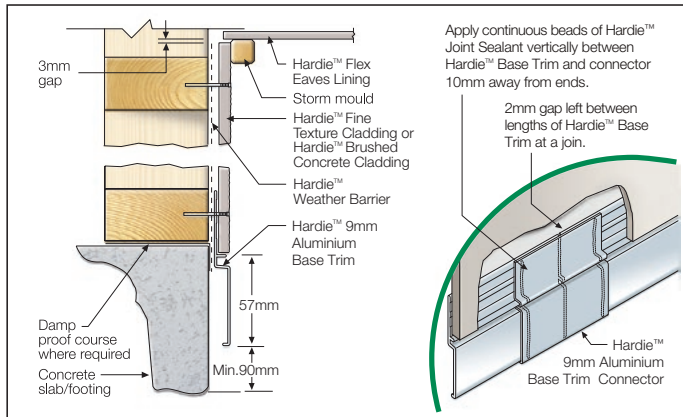 3mm
gap
Hardie™ Flex
Eaves Lining
Storm mould
Hardie™ Fine
Texture Cladding or
Hardie™ Brushed
Concrete Cladding
Hardie™
Weather Barrier
Hardie™ 9mm
Aluminium
Base Trim
57mm
Min.90mm
Damp
proof course
where required
Concrete
slab/footing
Apply continuous beads of Hardie™
Joint Sealant vertically between
Hardie™ Base Trim and connector
10mm away from ends.
2mm gap left between
lengths of Hardie™ Base
Trim at a join.
Hardie™
9mm Aluminium
Base Trim Connector